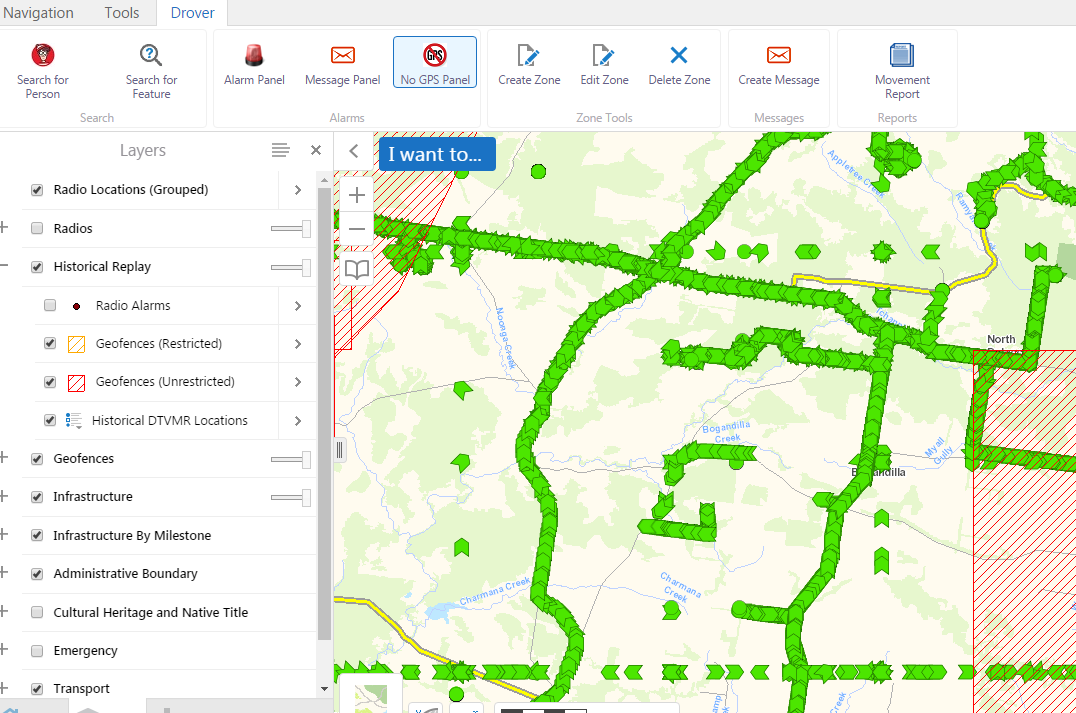 Navigation
Tools
Drover
Search for Person
Search for Feature
Search
Alarm Panel
Message Panel
GPS
No GPS Panel
Alarms
Create Zone
Edit Zone
Delete Zone
Zone Tools
Create Message
Messages
Movement Report
Reports
Layers
Radio Locations (Grouped)
Radios
Historical Replay
Radio Alarms
Geofences (Restricted)
Geofences (Unrestricted)
Historical DTVMR Locations
Geofences
Infrastructure
Infrastructure By Milestone
Administrative Boundary
Cultural Heritage and Native Title
Emergency
Transport
I want to...
Appletree Creek
Noonga Creek
North
Bogandilla
Creek
Myall
Gully
Charmana Creek
Charmana
Creek
Creek